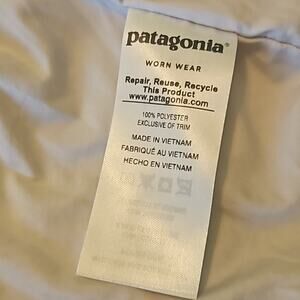 patagonia®
WORN WEAR
Repair, Reuse, Recycle
This Product
www.patagonia.com
100% POLYESTER
EXCLUSIVE OF TRIM
MADE IN VIETNAM
FABRIQUÉ AU VIETNAM
HECHO EN VIETNAM